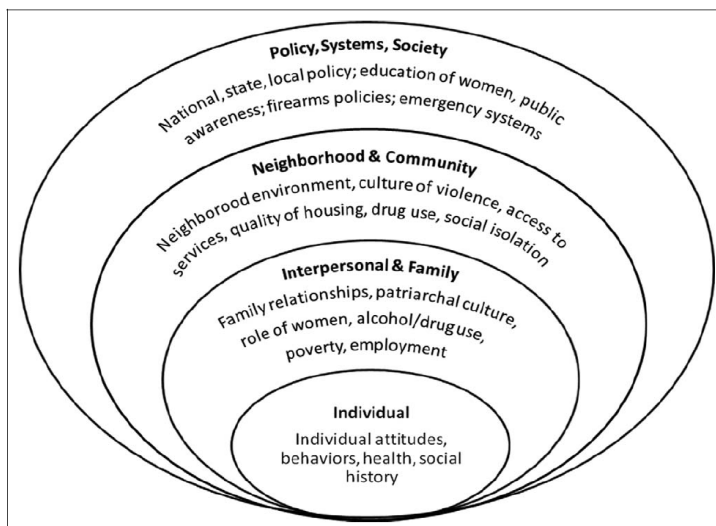 Policy, Systems, Society
National, state, local policy; education of women, public
awareness; firearms policies; emergency systems
Neighborhood & Community
Neighborood environment, culture of violence, access to
services, quality of housing, drug use, social isolation
Interpersonal & Family
Family relationships, patriarchal culture,
role of women, alcohol/drug use,
poverty, employment
Individual
Individual attitudes,
behaviors, health, social
history